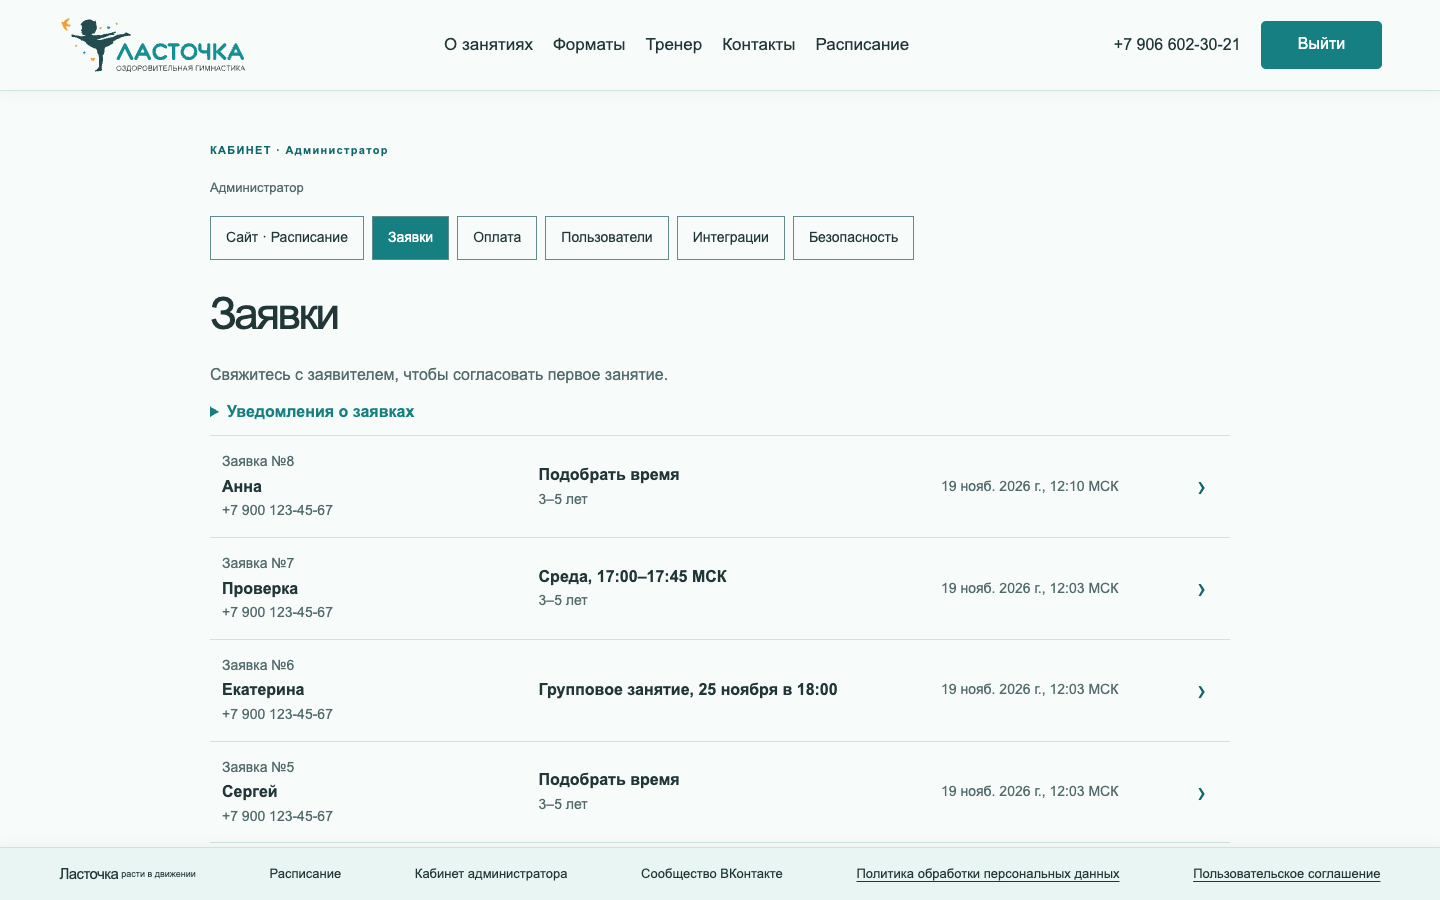 ЛАСТОЧКА
ОЗДОРОВИТЕЛЬНАЯ ГИМНАСТИКА
О занятиях
Форматы
Тренер
Контакты
Расписание
+7 906 602-30-21
Выйти
КАБИНЕТ · Администратор
Администратор
Сайт · Расписание
Заявки
Оплата
Пользователи
Интеграции
Безопасность
Заявки
Свяжитесь с заявителем, чтобы согласовать первое занятие.
Уведомления о заявках
Заявка №8
Анна
+7 900 123-45-67
Подобрать время
3–5 лет
19 нояб. 2026 г., 12:10 МСК
Заявка №7
Проверка
+7 900 123-45-67
Среда, 17:00–17:45 МСК
3–5 лет
19 нояб. 2026 г., 12:03 МСК
Заявка №6
Екатерина
+7 900 123-45-67
Групповое занятие, 25 ноября в 18:00
19 нояб. 2026 г., 12:03 МСК
Заявка №5
Сергей
+7 900 123-45-67
Подобрать время
3–5 лет
19 нояб. 2026 г., 12:03 МСК
Ласточка расти в движении
Расписание
Кабинет администратора
Сообщество ВКонтакте
Политика обработки персональных данных
Пользовательское соглашение